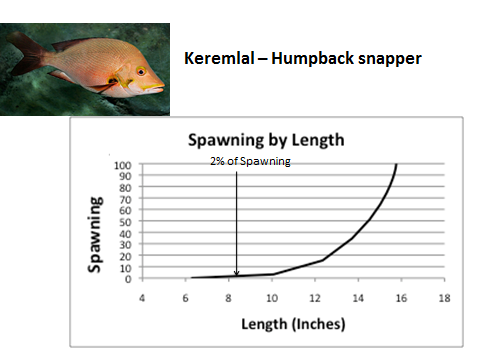 Keremlal – Humpback snapper
Spawning by Length
2% of Spawning
Spawning
100
90
80
70
60
50
40
30
20
10
0
4 6 8 10 12 14 16 18
Length (Inches)